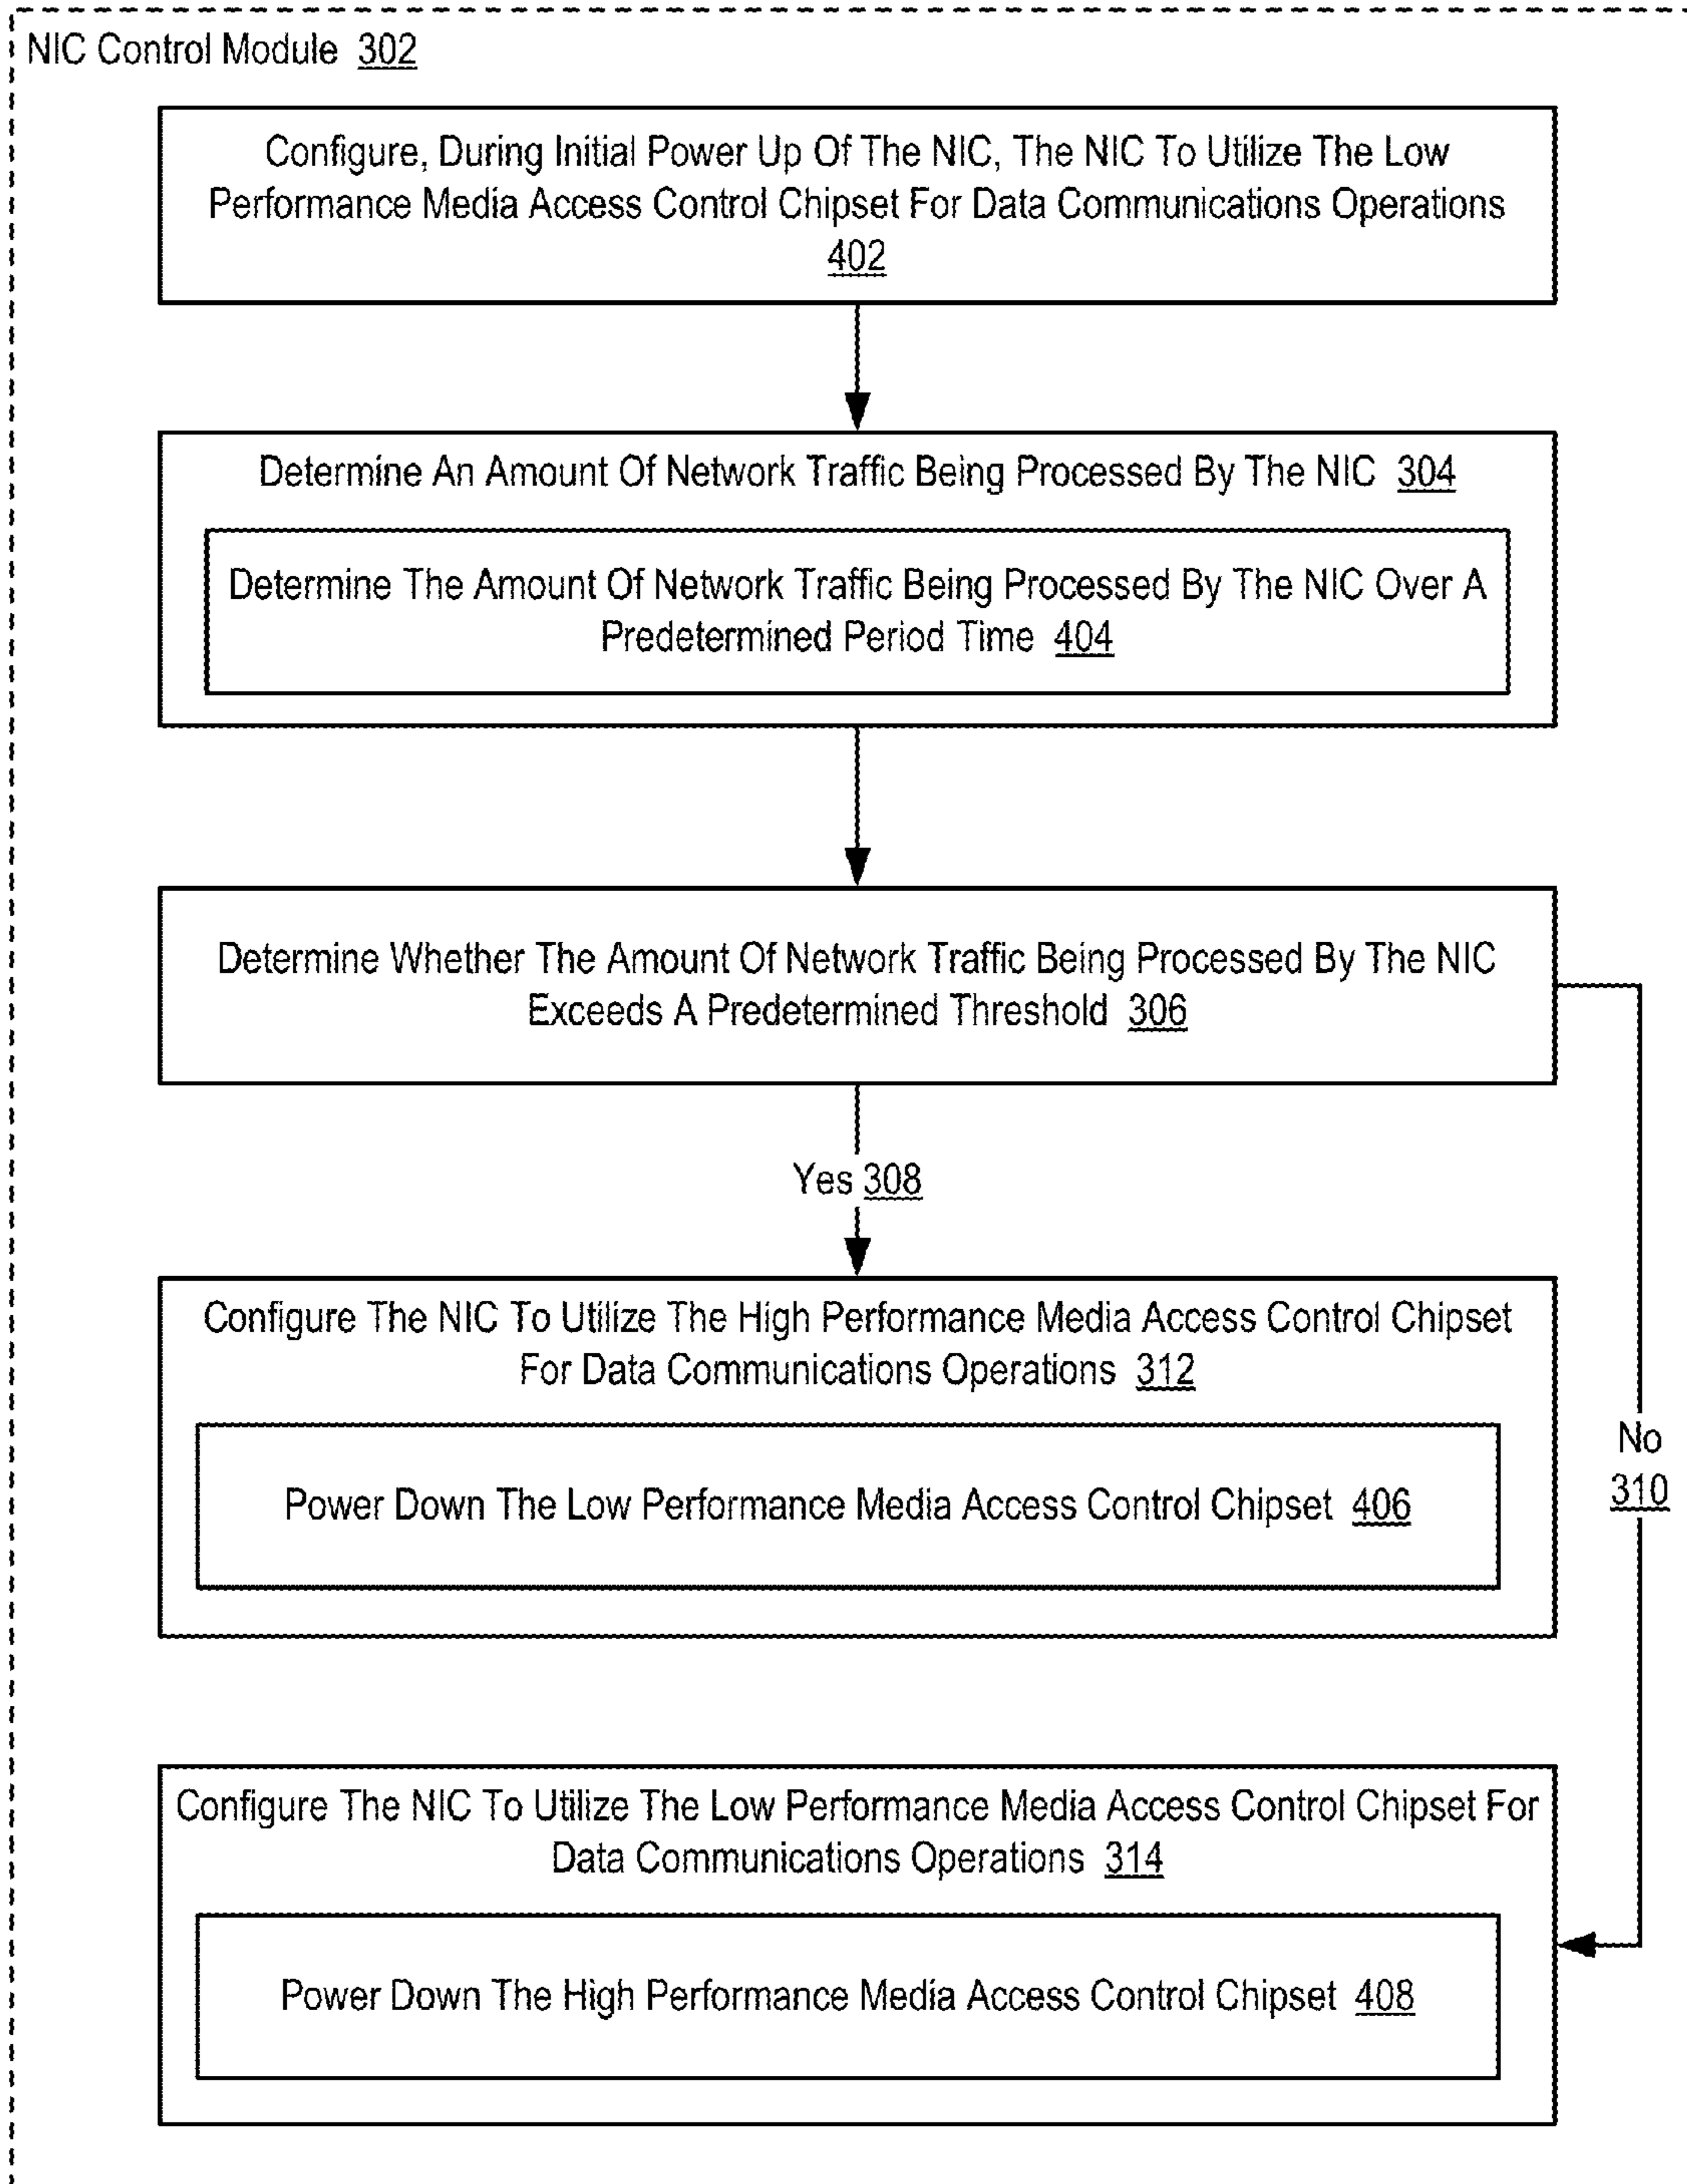 NIC Control Module 302
Configure, During Initial Power Up Of The NIC, The NIC To Utilize The Low
Performance Media Access Control Chipset For Data Communications Operations
402
Determine An Amount Of Network Traffic Being Processed By The NIC 304
Determine The Amount Of Network Traffic Being Processed By The NIC Over A
Predetermined Period Time 404
Determine Whether The Amount Of Network Traffic Being Processed By The NIC
Exceeds A Predetermined Threshold 306
Yes 308
Configure The NIC To Utilize The High Performance Media Access Control Chipset
For Data Communications Operations 312
Power Down The Low Performance Media Access Control Chipset 406
No
310
Configure The NIC To Utilize The Low Performance Media Access Control Chipset For
Data Communications Operations 314
Power Down The High Performance Media Access Control Chipset 408